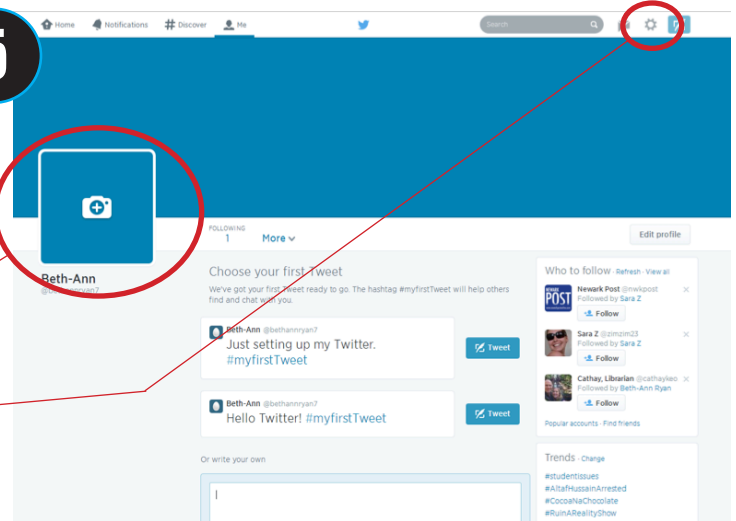 Home Notifications # Discover Me Search
5
FOLLOWING
1 More
Edit profile
Beth-Ann
@bethannryan7
Choose your first Tweet
We've got your first Tweet ready to go. The hashtag #myfirstTweet will help others
find and chat with you.
Beth-Ann @bethannryan7
Just setting up my Twitter.
#myfirstTweet
Tweet
Beth-Ann @bethannryan7
Hello Twitter! #myfirstTweet
Tweet
Or write your own
Who to follow · Refresh · View all
NEWARK POST
Newark Post @nwkpost ×
Followed by Sara Z
Follow
Sara Z @zimzim23 ×
Followed by Sara Z
Follow
Cathay, Librarian @cathaykeo ×
Followed by Beth-Ann Ryan
Follow
Popular accounts · Find friends
Trends · Change
#studentissues
#AltafHussainArrested
#CocoaNaChocolate
#RuinARealityShow